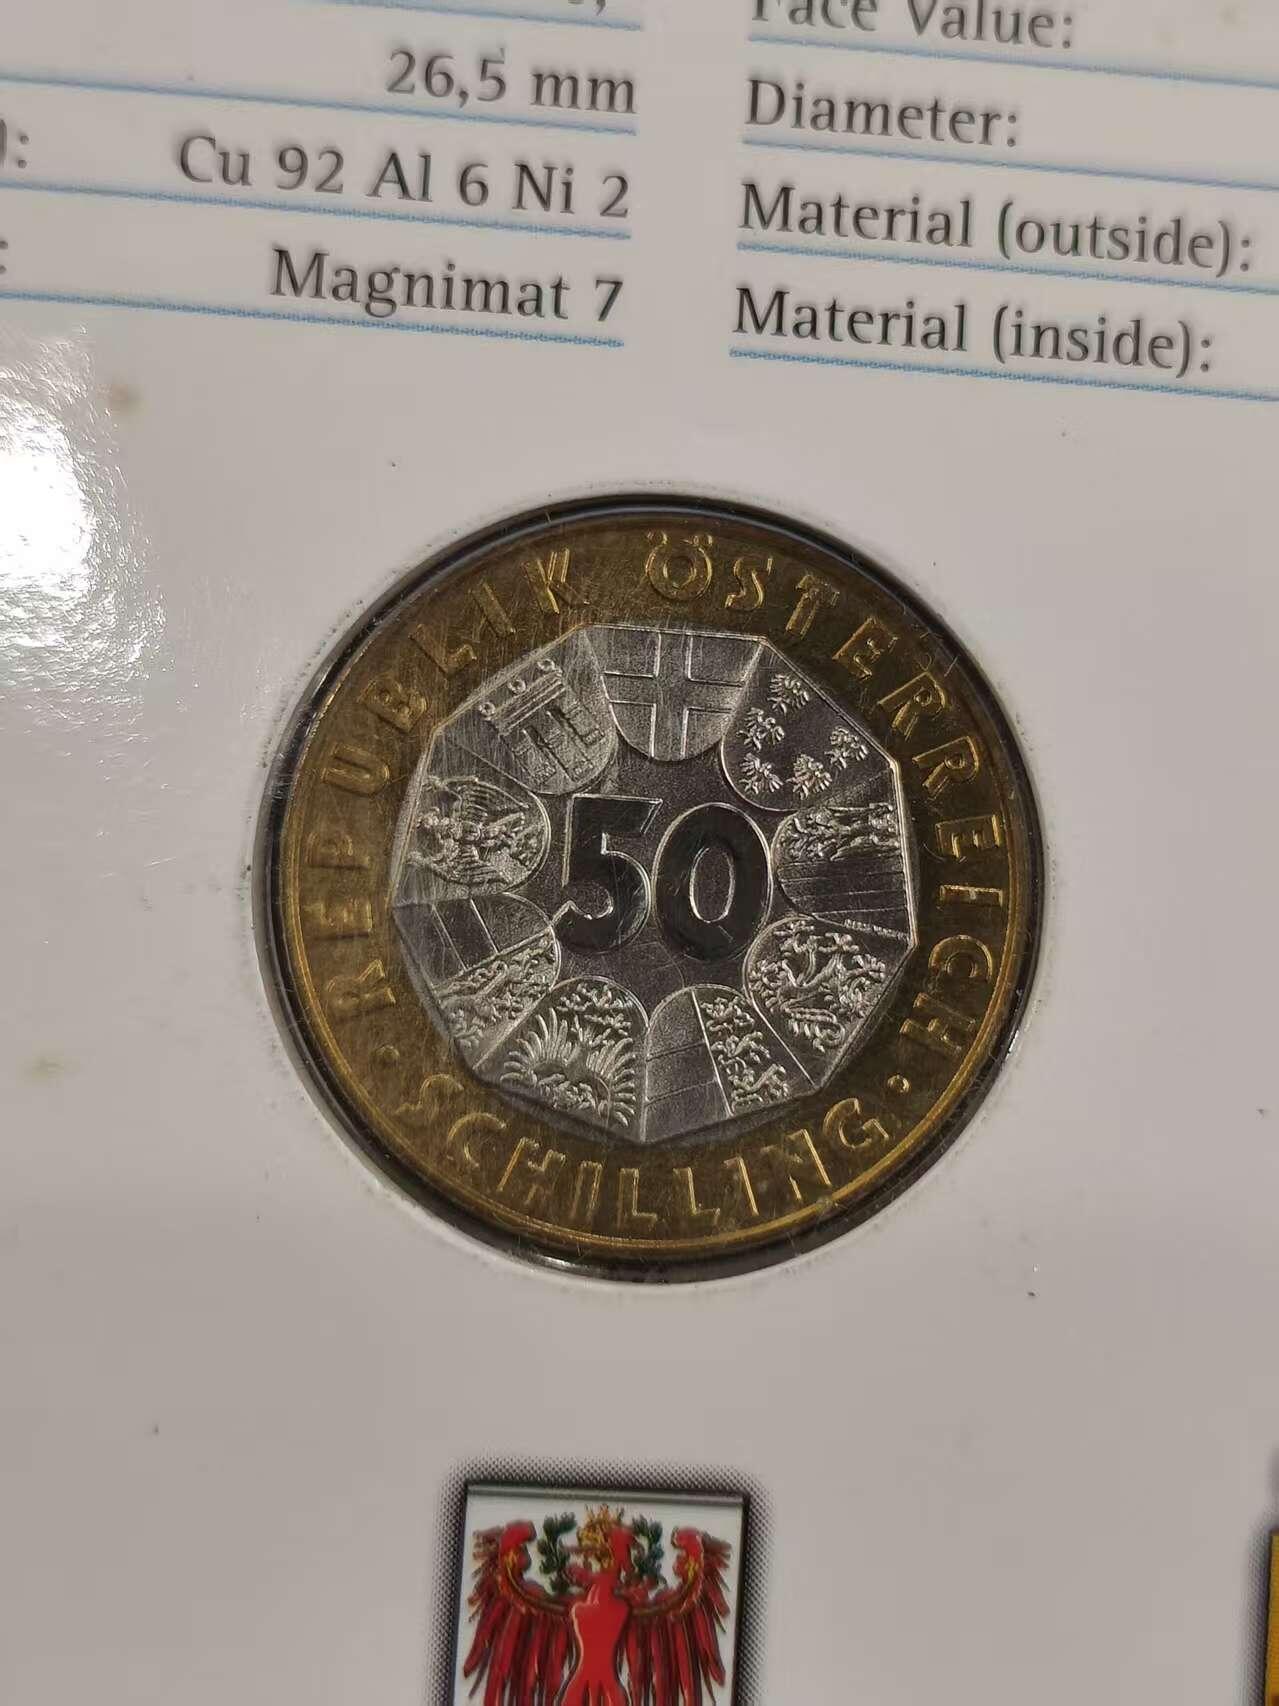 Face Value:
26,5 mm
Diameter:
Cu 92 Al 6 Ni 2
Material (outside):
Magnimat 7
Material (inside):
REPUBLIK ÖSTERREICH
50
· SCHILLING ·